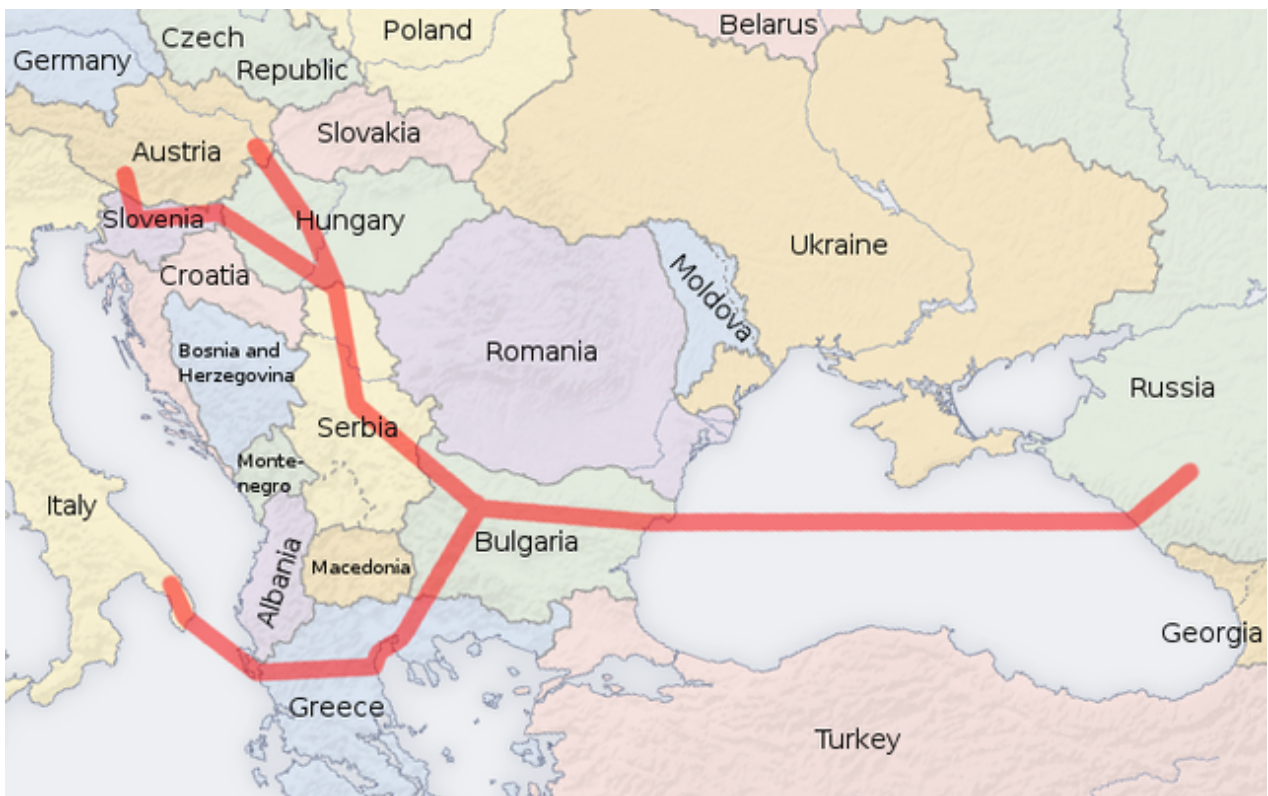 Belarus
Poland
Czech
Republic
Germany
Slovakia
Austria
Slovenia
Hungary
Ukraine
Moldova
Croatia
Romania
Bosnia and
Herzegovina
Russia
Serbia
Monte-
negro
Italy
Bulgaria
Albania
Macedonia
Georgia
Greece
Turkey